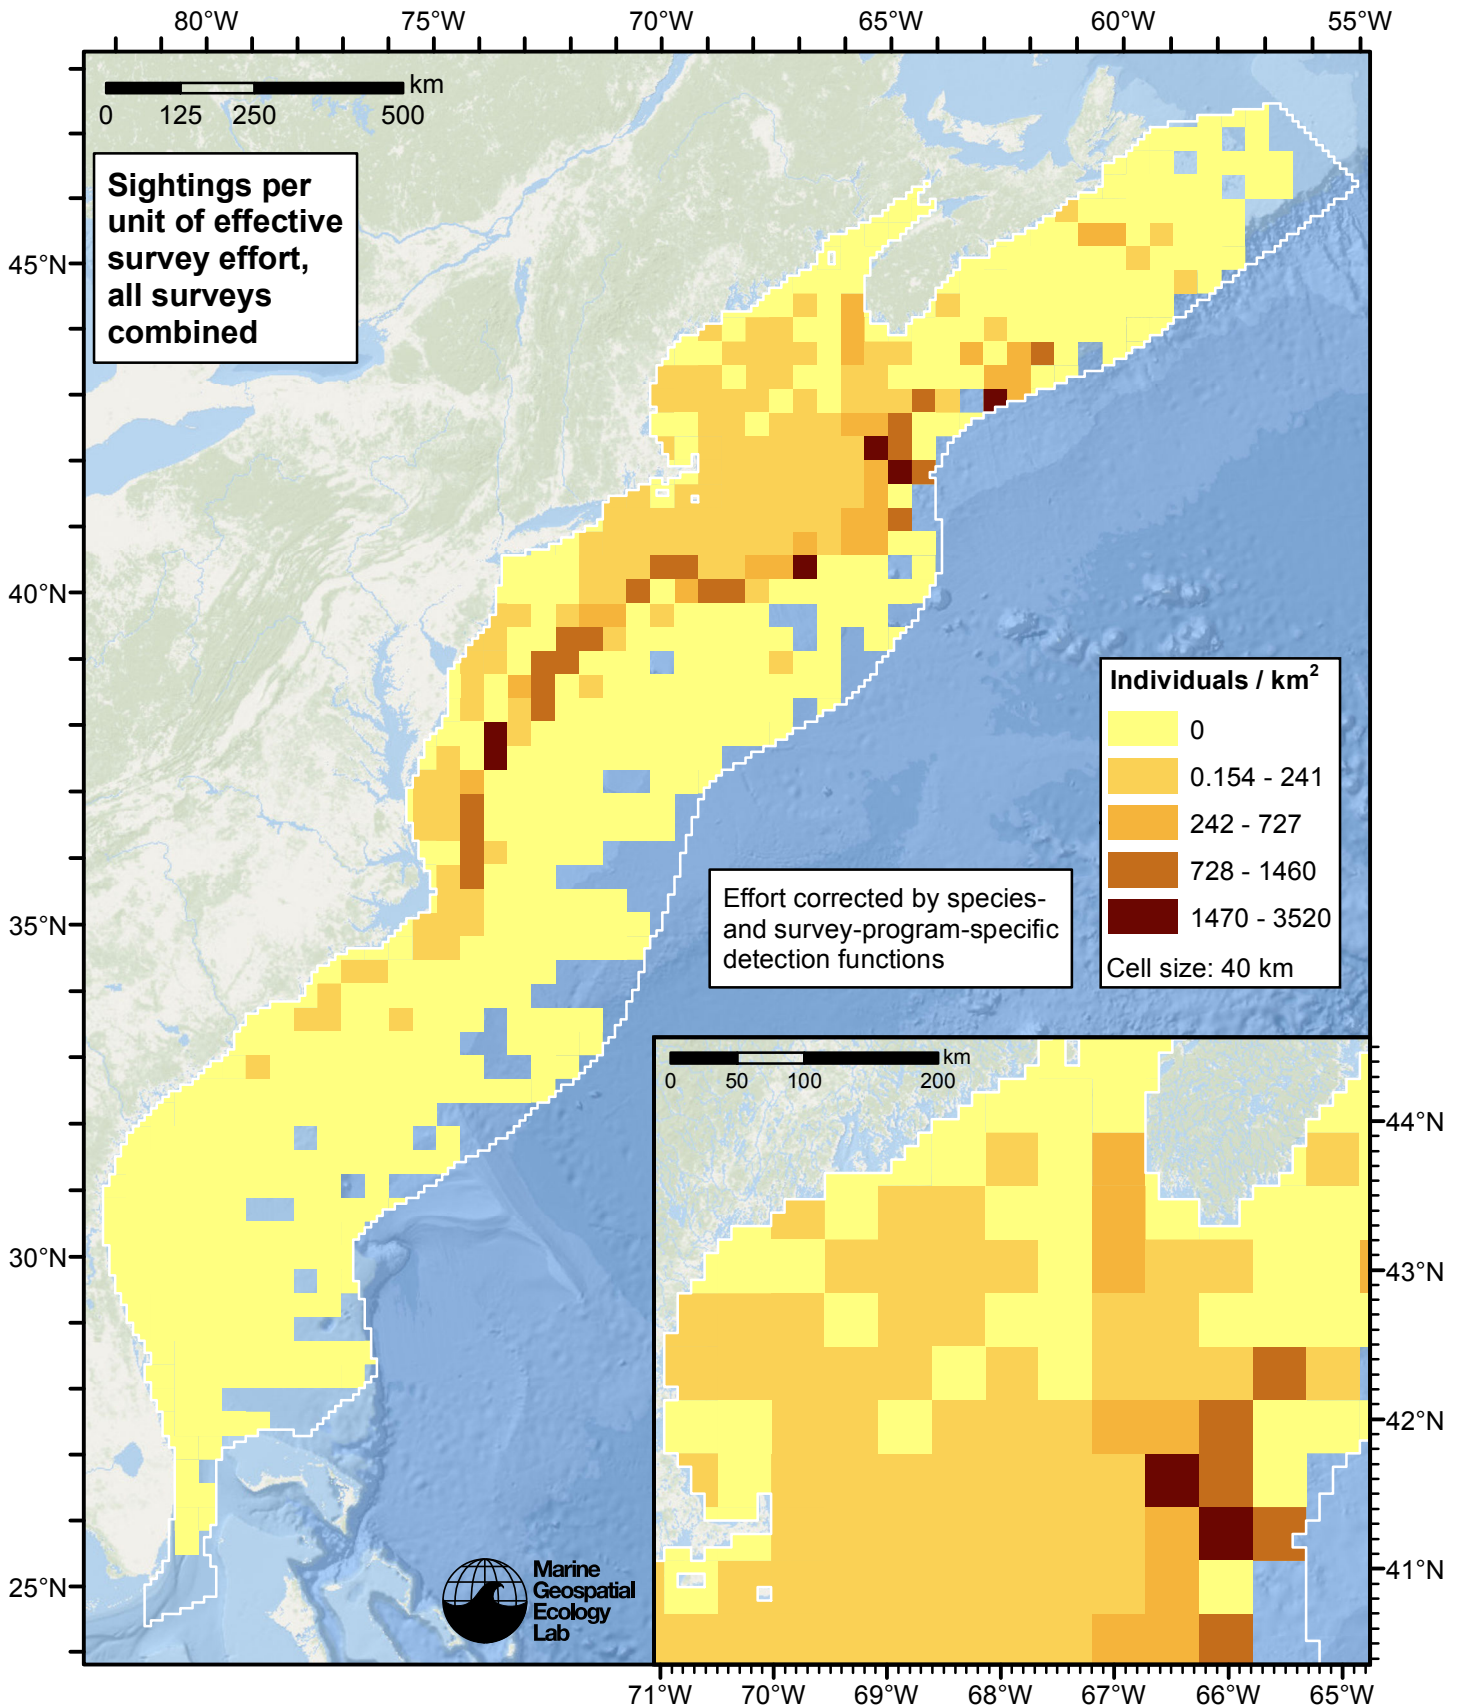 80°W 75°W 70°W 65°W 60°W 55°W
km
0 125 250 500
Sightings per
unit of effective
survey effort,
all surveys
combined
45°N
40°N
35°N
30°N
25°N
Individuals / km²
0
0.154 - 241
242 - 727
728 - 1460
1470 - 3520
Cell size: 40 km
Effort corrected by species-
and survey-program-specific
detection functions
km
0 50 100 200
44°N
43°N
42°N
41°N
Marine
Geospatial
Ecology
Lab
71°W 70°W 69°W 68°W 67°W 66°W 65°W